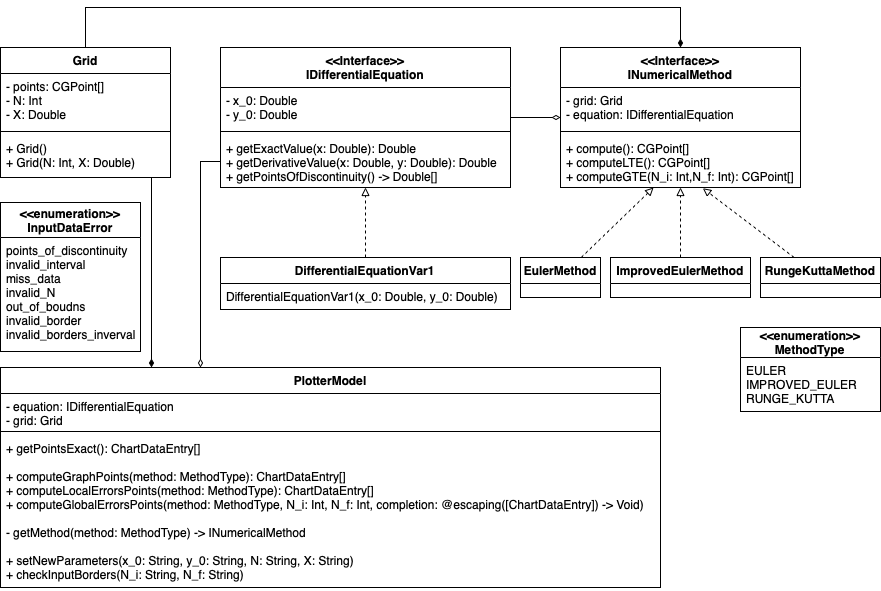 Grid
- points: CGPoint[]
- N: Int
- X: Double
+ Grid()
+ Grid(N: Int, X: Double)
<<Interface>>
IDifferentialEquation
- x_0: Double
- y_0: Double
+ getExactValue(x: Double): Double
+ getDerivativeValue(x: Double, y: Double): Double
+ getPointsOfDiscontinuity() -> Double[]
<<Interface>>
INumericalMethod
- grid: Grid
- equation: IDifferentialEquation
+ compute(): CGPoint[]
+ computeLTE(): CGPoint[]
+ computeGTE(N_i: Int,N_f: Int): CGPoint[]
<<enumeration>>
InputDataError
points_of_discontinuity
invalid_interval
miss_data
invalid_N
out_of_boudns
invalid_border
invalid_borders_inverval
DifferentialEquationVar1
DifferentialEquationVar1(x_0: Double, y_0: Double)
EulerMethod
ImprovedEulerMethod
RungeKuttaMethod
<<enumeration>>
MethodType
EULER
IMPROVED_EULER
RUNGE_KUTTA
PlotterModel
- equation: IDifferentialEquation
- grid: Grid
+ getPointsExact(): ChartDataEntry[]
+ computeGraphPoints(method: MethodType): ChartDataEntry[]
+ computeLocalErrorsPoints(method: MethodType): ChartDataEntry[]
+ computeGlobalErrorsPoints(method: MethodType, N_i: Int, N_f: Int, completion: @escaping([ChartDataEntry]) -> Void)
- getMethod(method: MethodType) -> INumericalMethod
+ setNewParameters(x_0: String, y_0: String, N: String, X: String)
+ checkInputBorders(N_i: String, N_f: String)